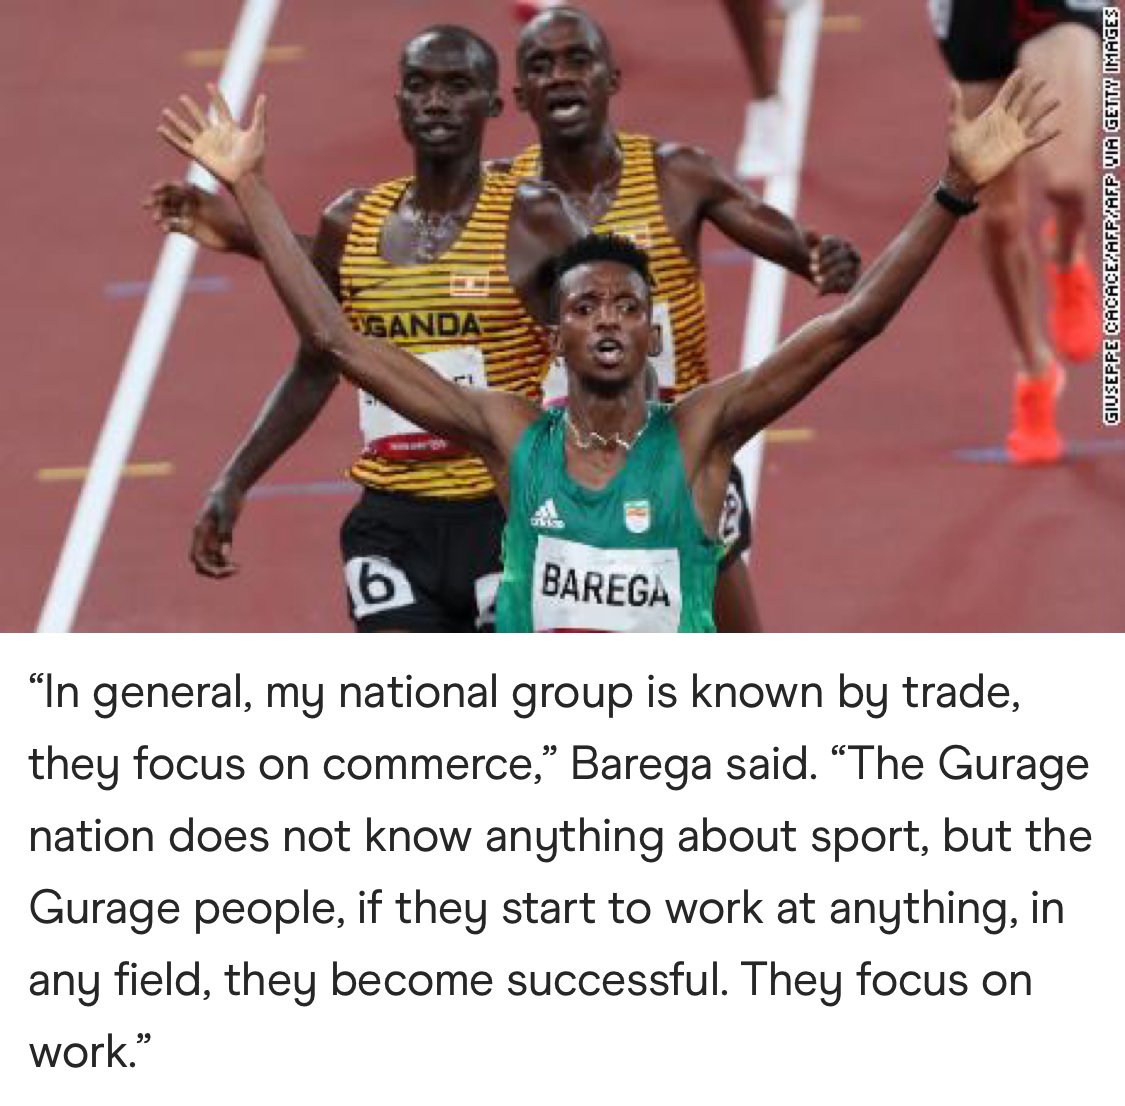 GIUSEPPE CACACE/AFP/AFP VIA GETTY IMAGES
GANDA
6
adidas
BAREGA
“In general, my national group is known by trade,
they focus on commerce,” Barega said. “The Gurage
nation does not know anything about sport, but the
Gurage people, if they start to work at anything, in
any field, they become successful. They focus on
work.”